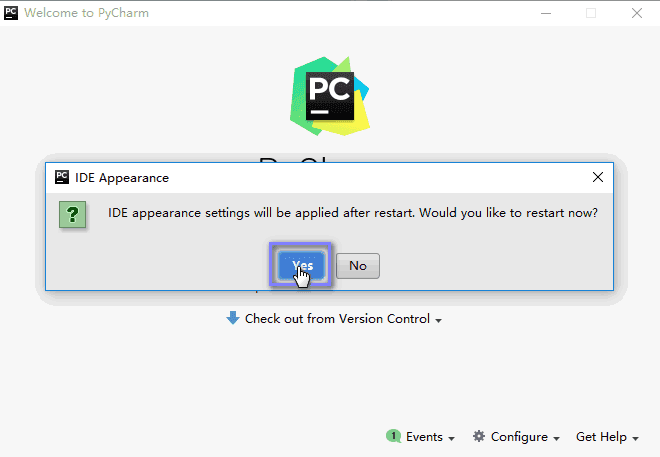 PC Welcome to PyCharm
PC
PC IDE Appearance
? IDE appearance settings will be applied after restart. Would you like to restart now?
Yes No
Check out from Version Control
1 Events Configure Get Help